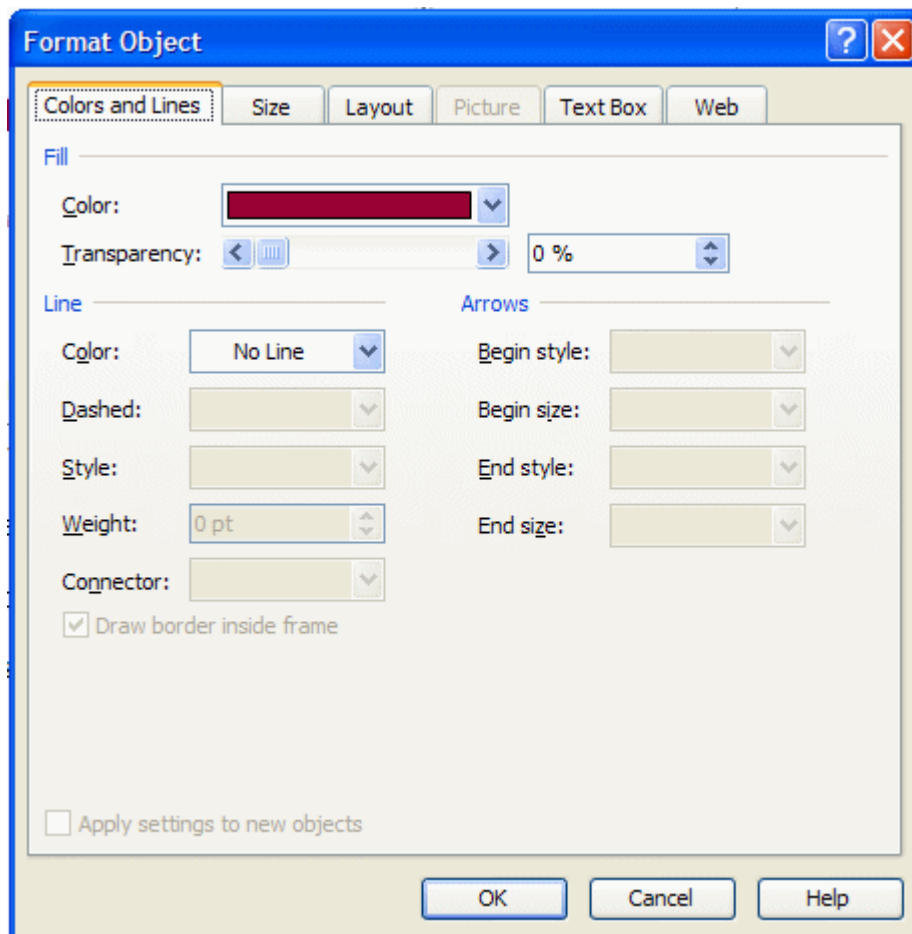 Format Object
Colors and Lines Size Layout Picture Text Box Web
Fill
Color:
Transparency: 0 %
Line Arrows
Color: No Line Begin style:
Dashed: Begin size:
Style: End style:
Weight: 0 pt End size:
Connector:
Draw border inside frame
Apply settings to new objects
OK Cancel Help